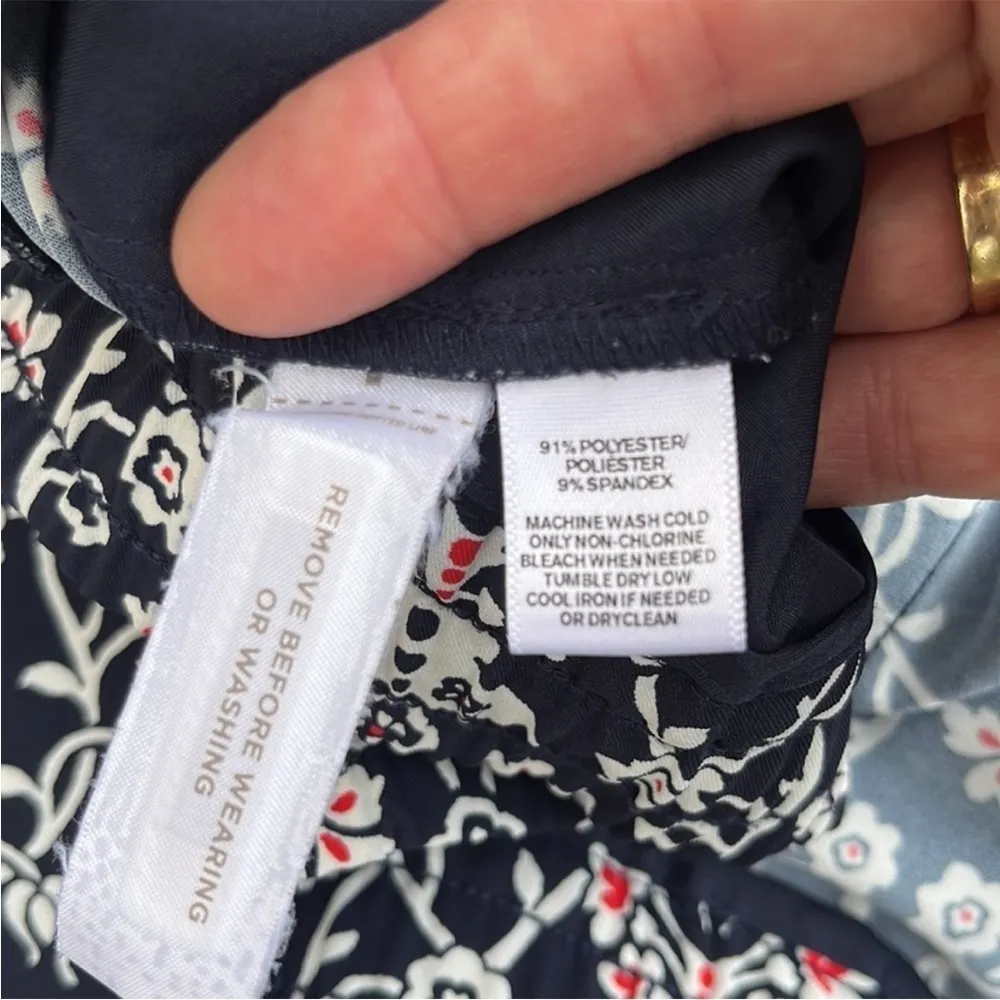 REMOVE BEFORE WEARING
OR WASHING
91% POLYESTER/
POLIÉSTER
9% SPANDEX
MACHINE WASH COLD
ONLY NON-CHLORINE
BLEACH WHEN NEEDED
TUMBLE DRY LOW
COOL IRON IF NEEDED
OR DRYCLEAN